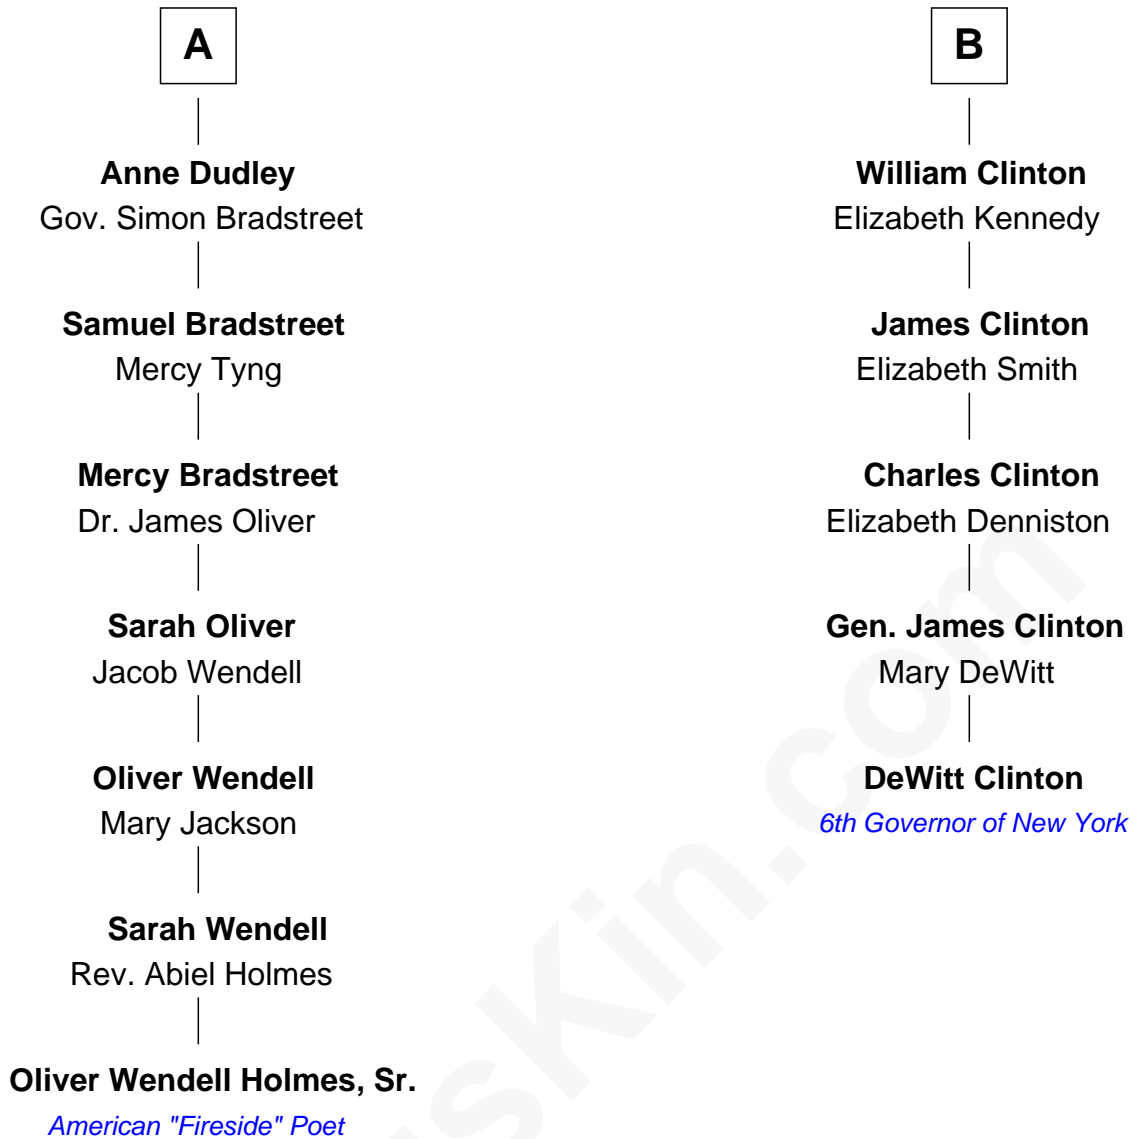 A
Anne Dudley
Gov. Simon Bradstreet
Samuel Bradstreet
Mercy Tyng
Mercy Bradstreet
Dr. James Oliver
Sarah Oliver
Jacob Wendell
Oliver Wendell
Mary Jackson
Sarah Wendell
Rev. Abiel Holmes
Oliver Wendell Holmes, Sr.
American "Fireside" Poet
B
William Clinton
Elizabeth Kennedy
James Clinton
Elizabeth Smith
Charles Clinton
Elizabeth Denniston
Gen. James Clinton
Mary DeWitt
DeWitt Clinton
6th Governor of New York